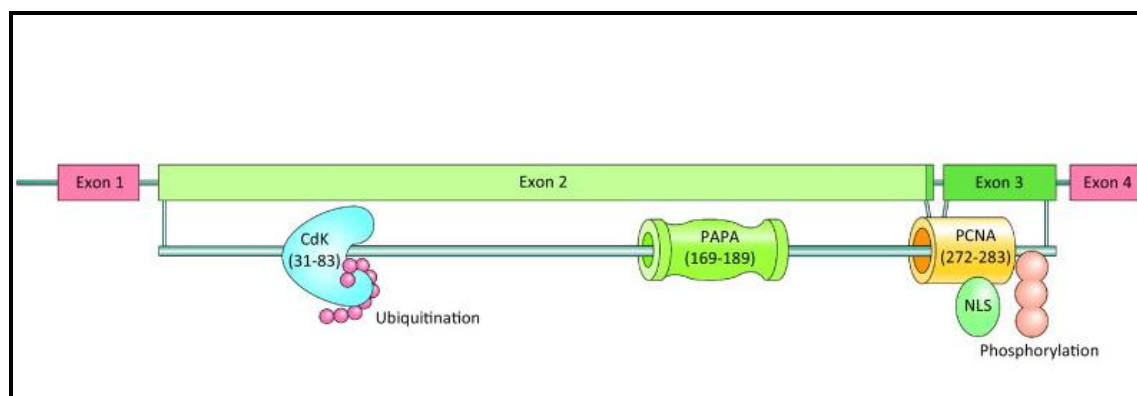 Exon 1
Exon 2
Exon 3
Exon 4
CdK
(31-83)
PAPA
(169-189)
PCNA
(272-283)
NLS
Ubiquitination
Phosphorylation